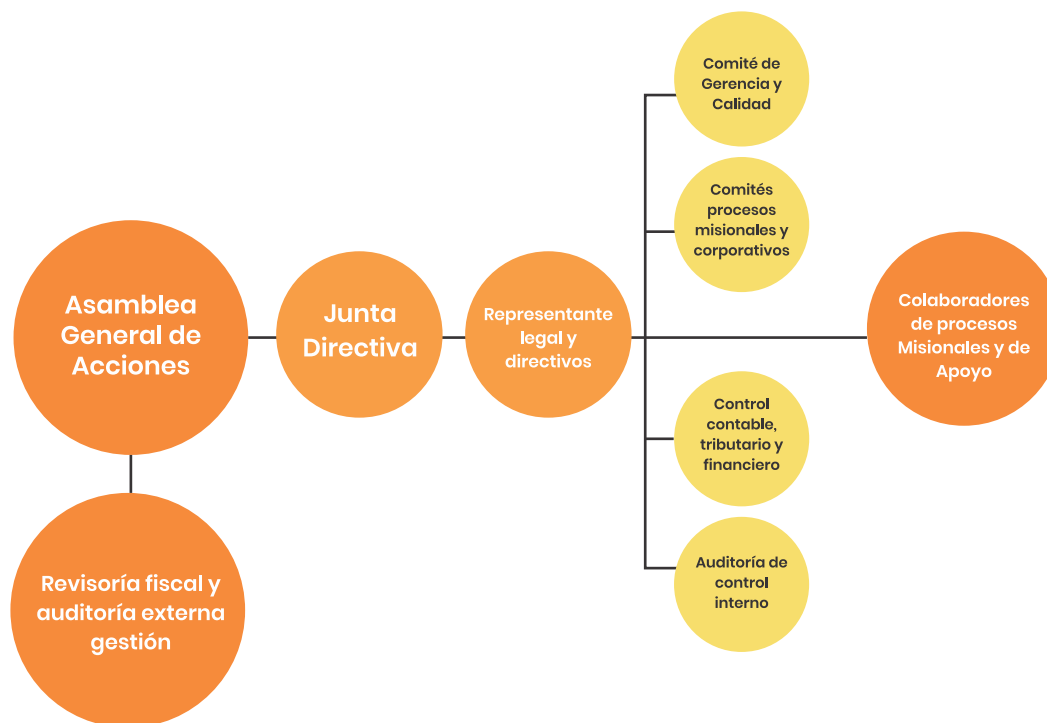 Asamblea
General de
Acciones
Revisoría fiscal y
auditoría externa
gestión
Junta
Directiva
Representante
legal y
directivos
Comité de
Gerencia y
Calidad
Comités
procesos
misionales y
corporativos
Control
contable,
tributario y
financiero
Auditoría de
control
interno
Colaboradores
de procesos
Misionales y de
Apoyo